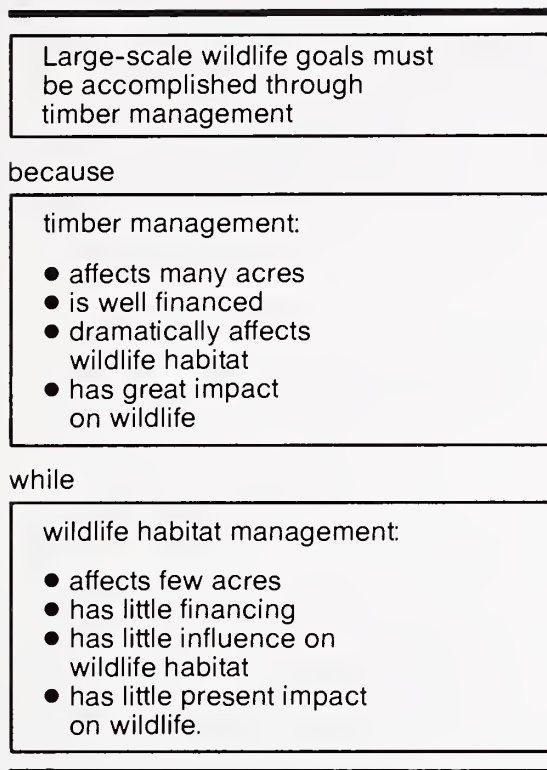 Large-scale wildlife goals must
be accomplished through
timber management
because
timber management:
● affects many acres
● is well financed
● dramatically affects
wildlife habitat
● has great impact
on wildlife
while
wildlife habitat management:
● affects few acres
● has little financing
● has little influence on
wildlife habitat
● has little present impact
on wildlife.